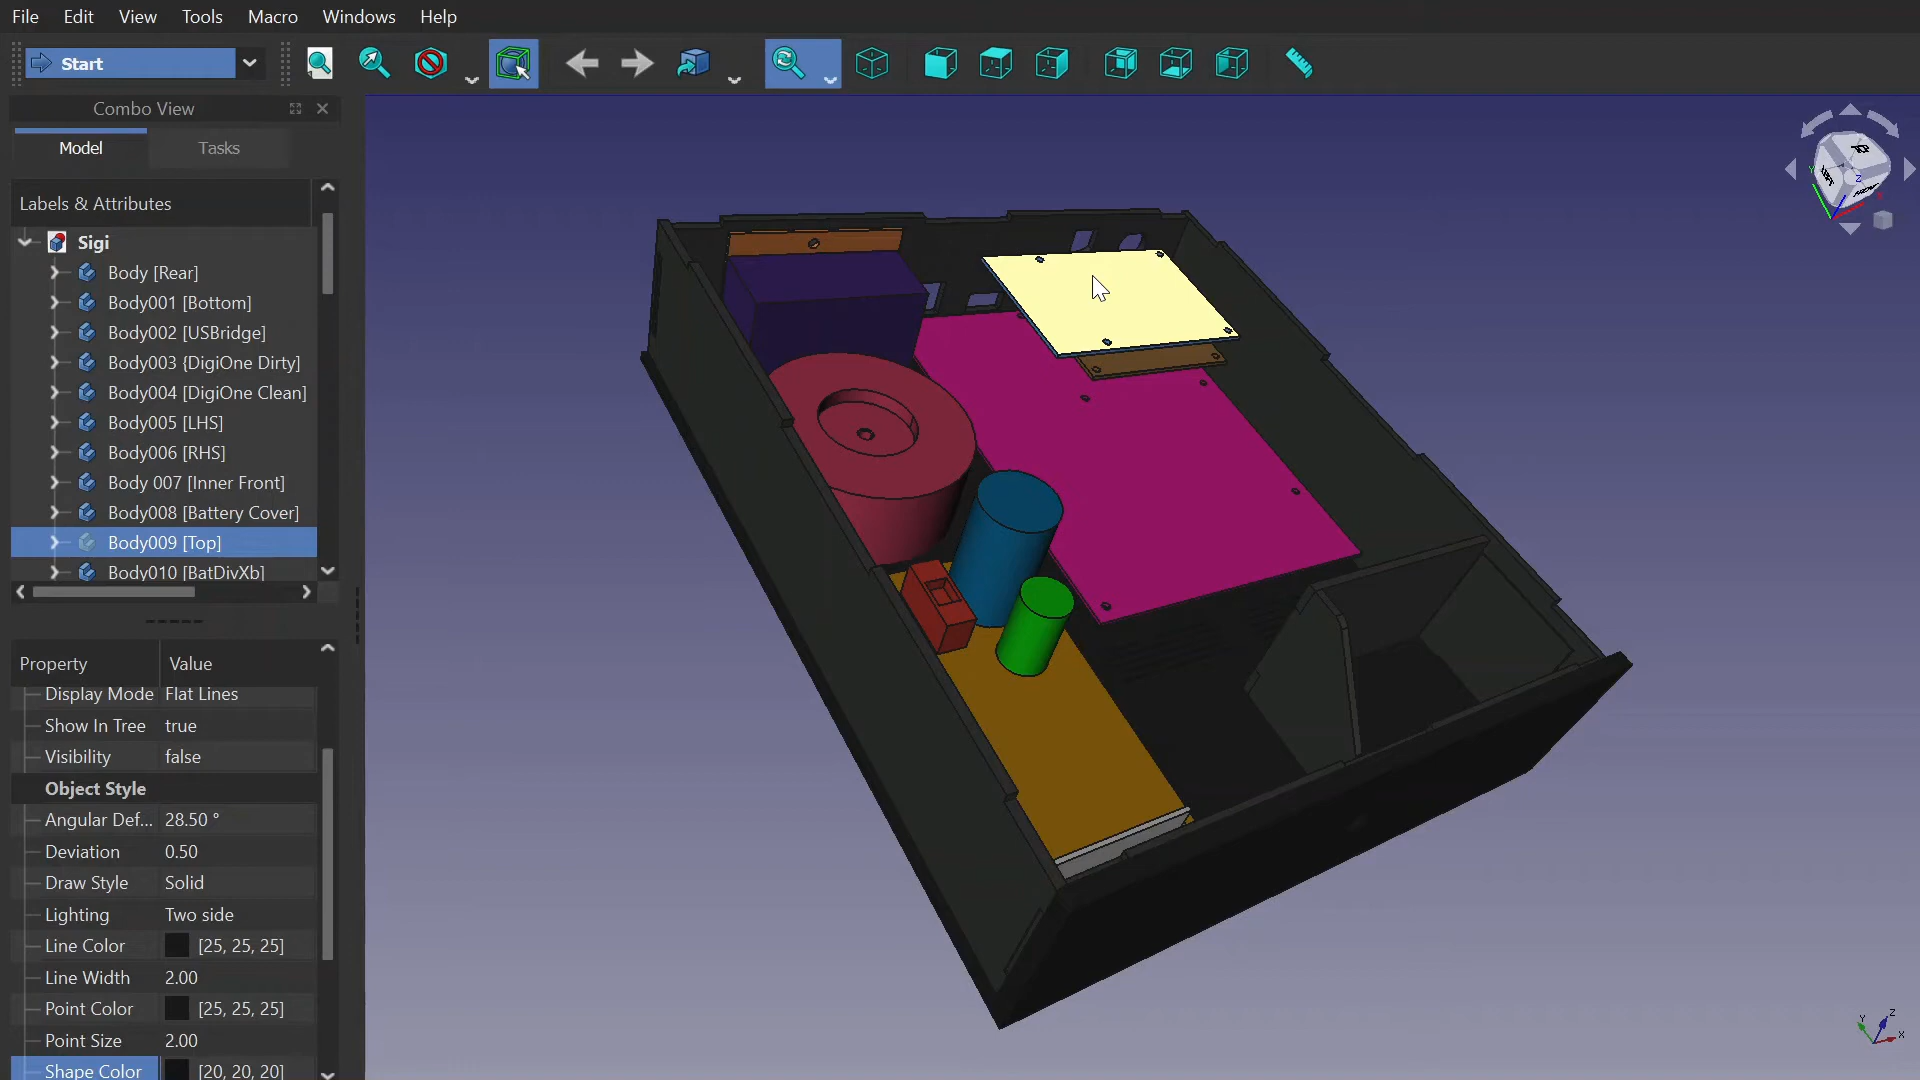 File Edit View Tools Macro Windows Help
Start
Combo View
Model Tasks
Labels & Attributes
Sigi
Body [Rear]
Body001 [Bottom]
Body002 [USBridge]
Body003 [DigiOne Dirty]
Body004 [DigiOne Clean]
Body005 [LHS]
Body006 [RHS]
Body 007 [Inner Front]
Body008 [Battery Cover]
Body009 [Top]
Body010 [BatDivXb]
Property Value
Display Mode Flat Lines
Show In Tree true
Visibility false
Object Style
Angular Def... 28.50 °
Deviation 0.50
Draw Style Solid
Lighting Two side
Line Color [25, 25, 25]
Line Width 2.00
Point Color [25, 25, 25]
Point Size 2.00
Shape Color [20, 20, 20]
TOP
Z
Y Z X